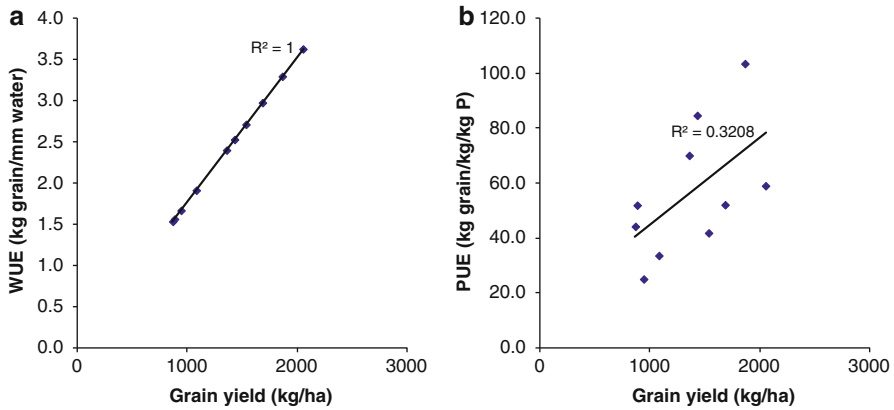 a
4.0
3.5
3.0
2.5
2.0
1.5
1.0
0.5
0.0
WUE (kg grain/mm water)
R² = 1
0 1000 2000 3000
Grain yield (kg/ha)
b
120.0
100.0
80.0
60.0
40.0
20.0
0.0
PUE (kg grain/kg/kg P)
R² = 0.3208
0 1000 2000 3000
Grain yield (kg/ha)